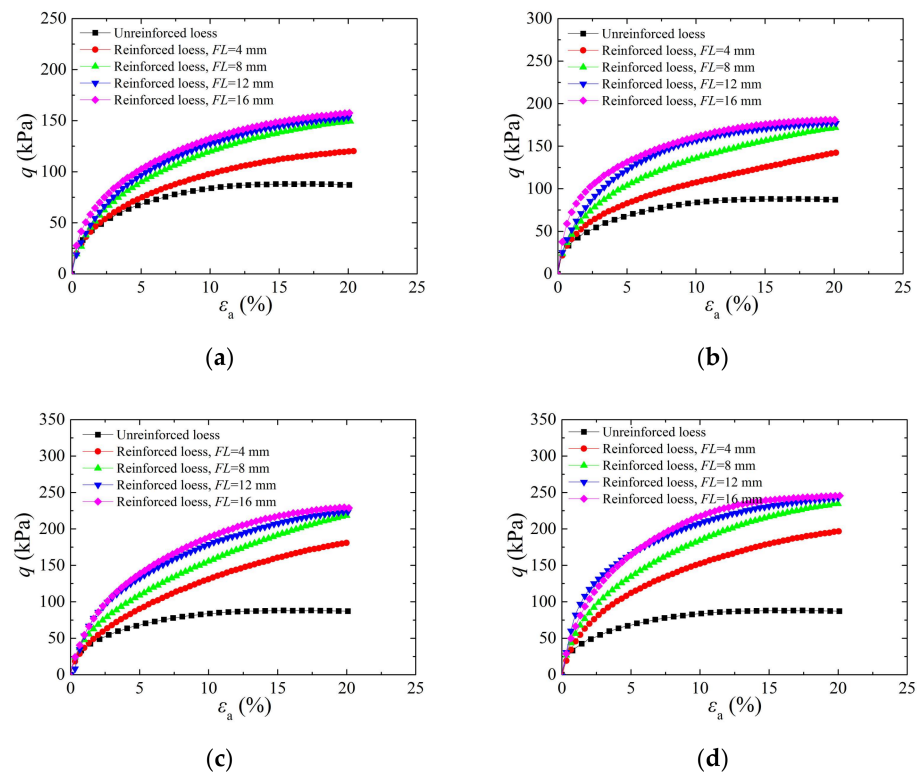 (a)
250
200
150
100
50
0
q (kPa)
Unreinforced loess
Reinforced loess, FL=4 mm
Reinforced loess, FL=8 mm
Reinforced loess, FL=12 mm
Reinforced loess, FL=16 mm
0 5 10 15 20 25
εa (%)
300
250
200
150
100
50
0
q (kPa)
Unreinforced loess
Reinforced loess, FL=4 mm
Reinforced loess, FL=8 mm
Reinforced loess, FL=12 mm
Reinforced loess, FL=16 mm
0 5 10 15 20 25
εa (%)
(b)
350
300
250
200
150
100
50
0
q (kPa)
Unreinforced loess
Reinforced loess, FL=4 mm
Reinforced loess, FL=8 mm
Reinforced loess, FL=12 mm
Reinforced loess, FL=16 mm
0 5 10 15 20 25
εa (%)
(c)
350
300
250
200
150
100
50
0
q (kPa)
Unreinforced loess
Reinforced loess, FL=4 mm
Reinforced loess, FL=8 mm
Reinforced loess, FL=12 mm
Reinforced loess, FL=16 mm
0 5 10 15 20 25
εa (%)
(d)